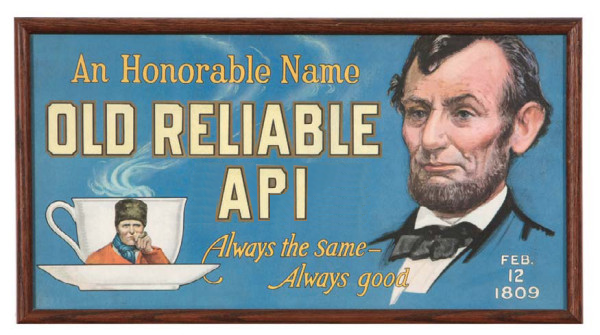 An Honorable Name
OLD RELIABLE
API
Always the same—
Always good
FEB.
12
1809